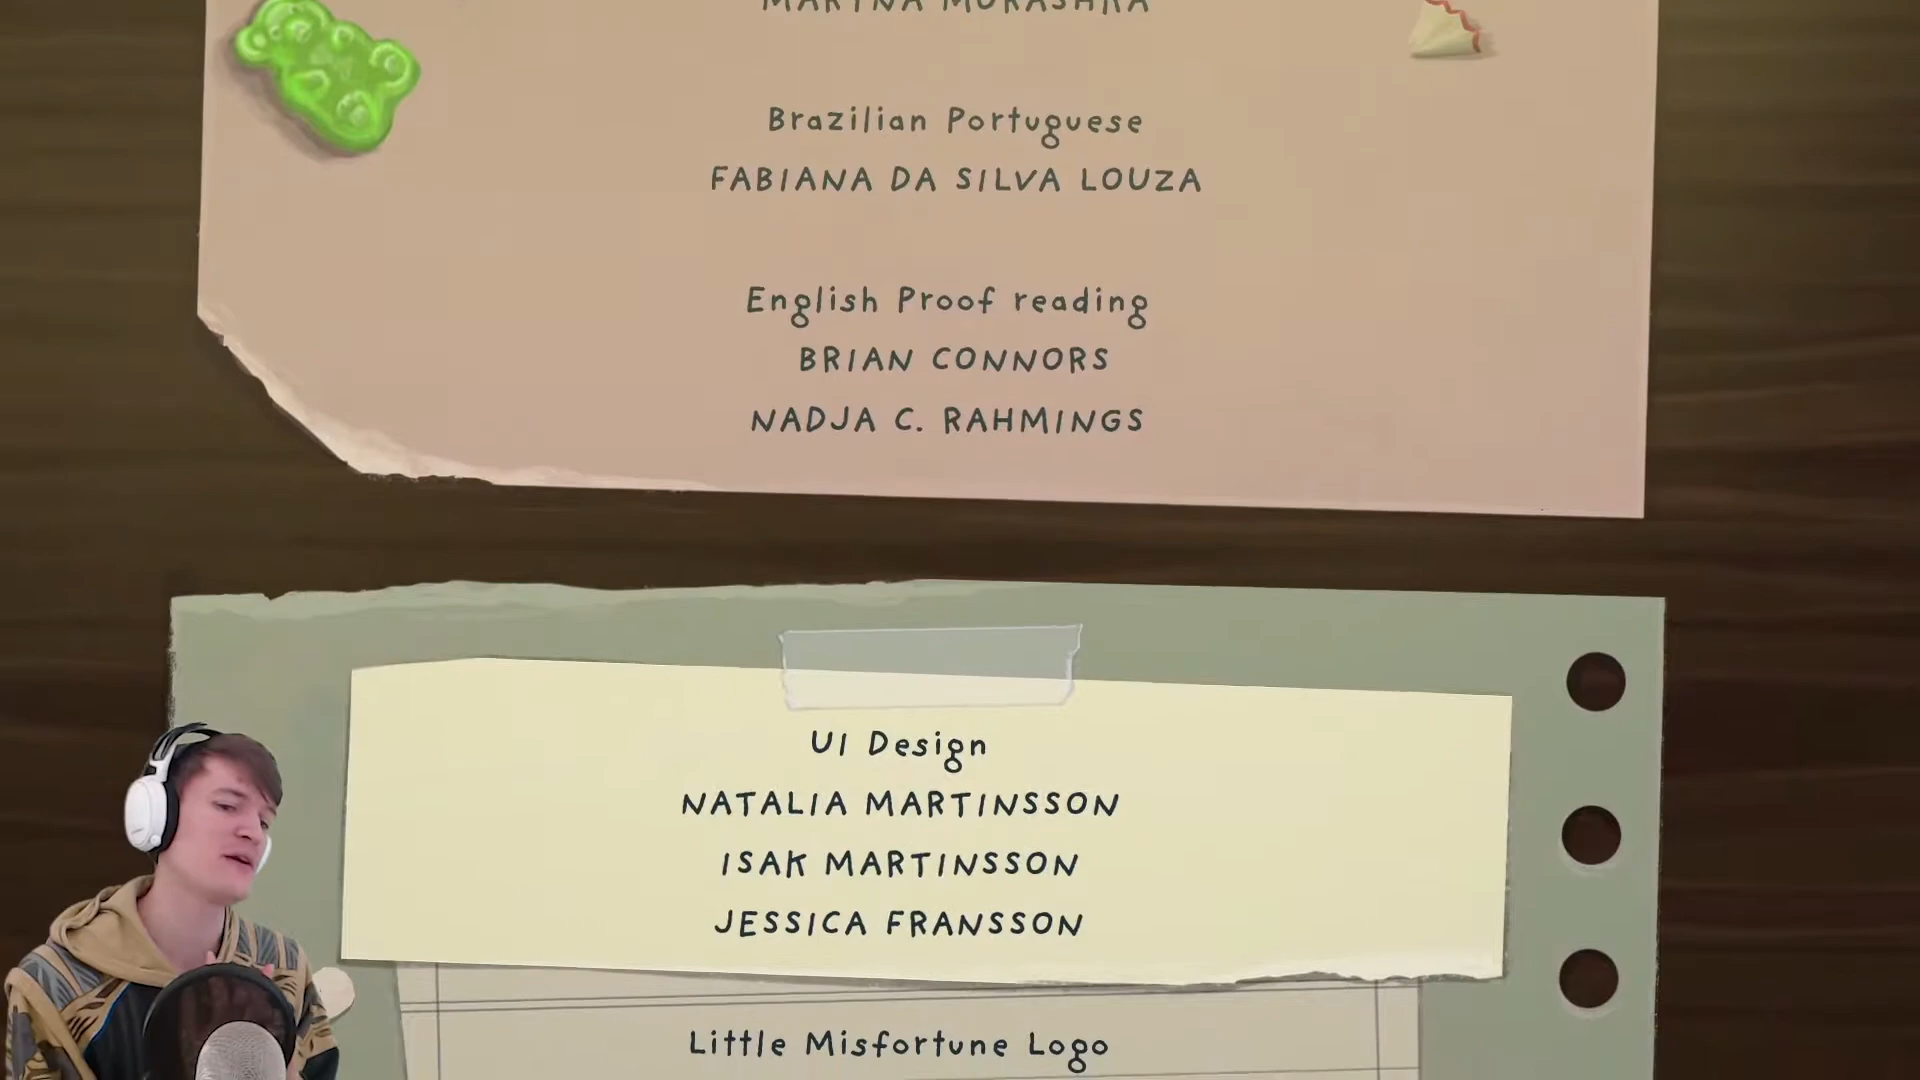 Brazilian Portuguese
FABIANA DA SILVA LOUZA
English Proof reading
BRIAN CONNORS
NADJA C. RAHMINGS
UI Design
NATALIA MARTINSSON
ISAK MARTINSSON
JESSICA FRANSSON
Little Misfortune Logo